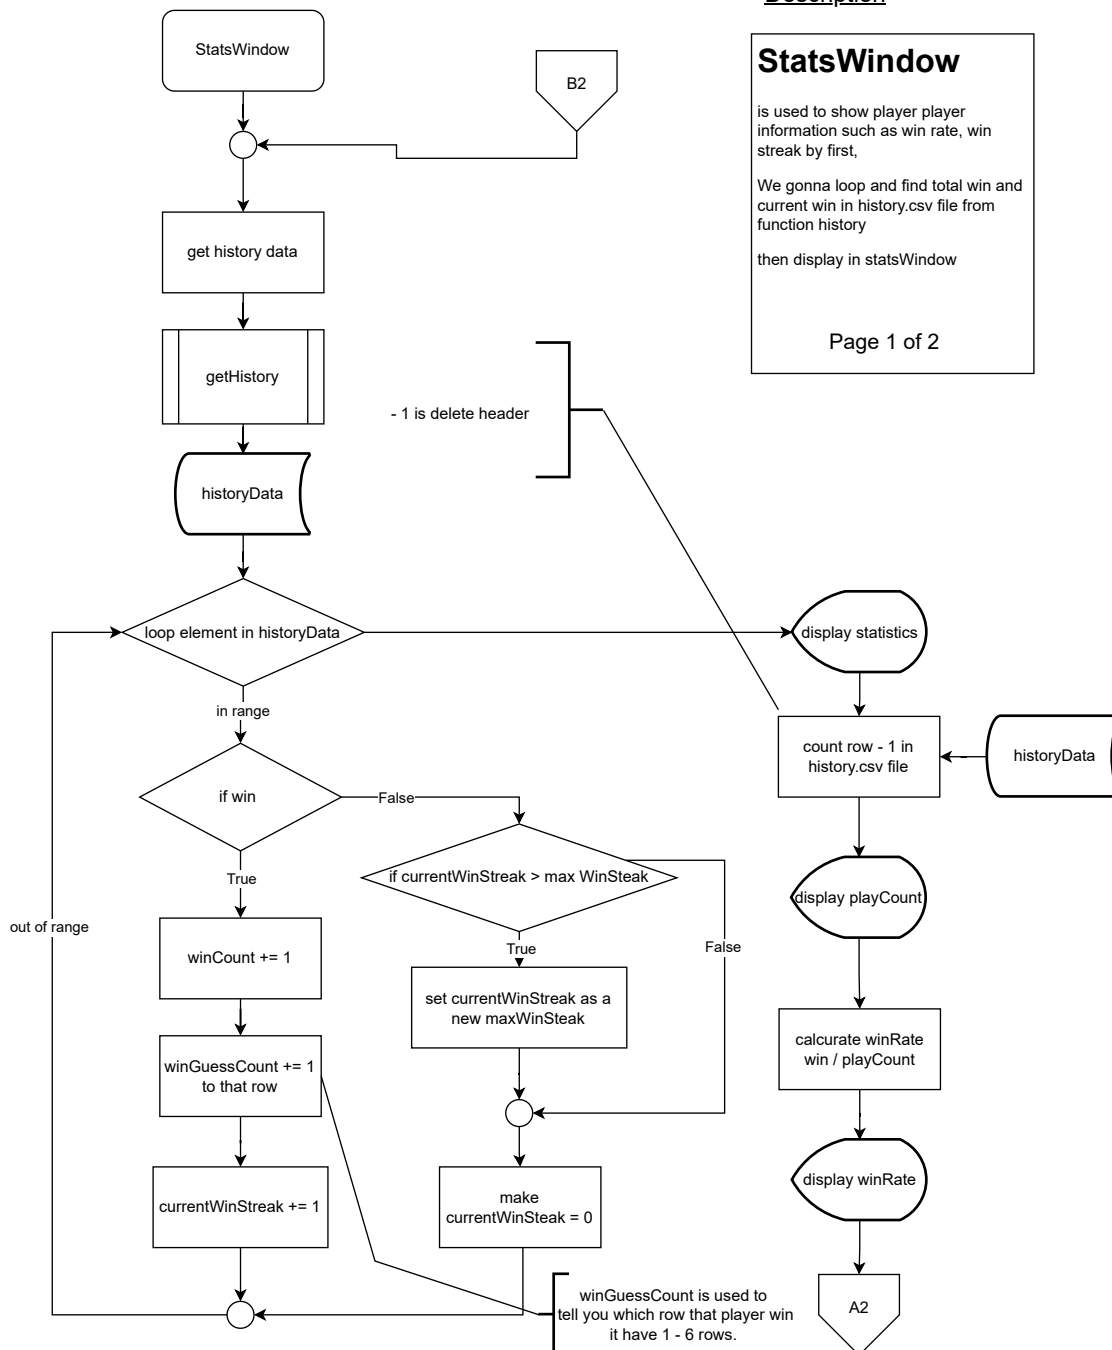 Description
StatsWindow
B2
StatsWindow
is used to show player player
information such as win rate, win
streak by first,
We gonna loop and find total win and
current win in history.csv file from
function history
then display in statsWindow
Page 1 of 2
get history data
getHistory
- 1 is delete header
historyData
loop element in historyData
display statistics
in range
count row - 1 in
history.csv file
historyData
if win
False
if currentWinStreak > max WinSteak
True
display playCount
out of range
winCount += 1
True
False
set currentWinStreak as a
new maxWinSteak
calcurate winRate
win / playCount
winGuessCount += 1
to that row
display winRate
currentWinStreak += 1
make
currentWinSteak = 0
winGuessCount is used to
tell you which row that player win
it have 1 - 6 rows.
A2